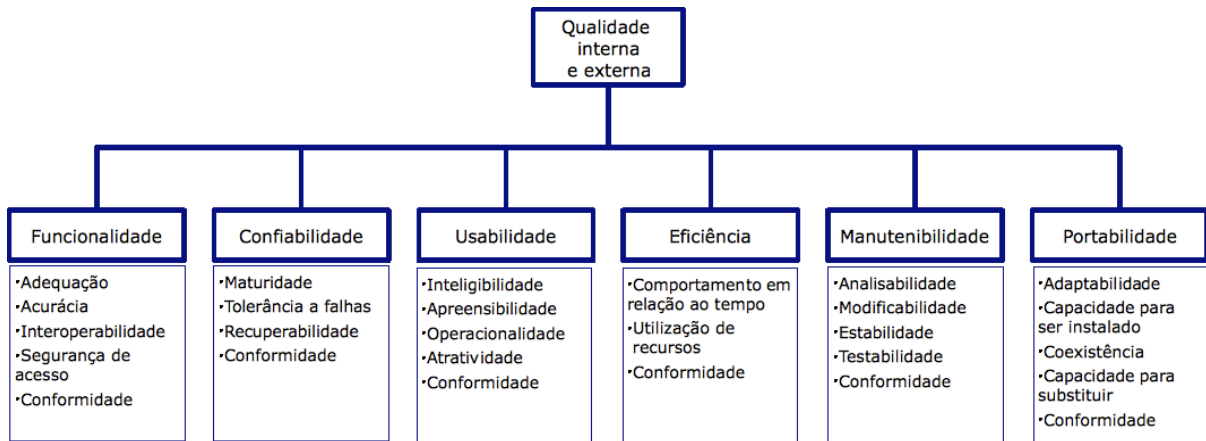 Qualidade
interna
e externa
Funcionalidade
·Adequação
·Acurácia
·Interoperabilidade
·Segurança de
acesso
·Conformidade
Confiabilidade
·Maturidade
·Tolerância a falhas
·Recuperabilidade
·Conformidade
Usabilidade
·Inteligibilidade
·Apreensibilidade
·Operacionalidade
·Atratividade
·Conformidade
Eficiência
·Comportamento em
relação ao tempo
·Utilização de
recursos
·Conformidade
Manutenibilidade
·Analisabilidade
·Modificabilidade
·Estabilidade
·Testabilidade
·Conformidade
Portabilidade
·Adaptabilidade
·Capacidade para
ser instalado
·Coexistência
·Capacidade para
substituir
·Conformidade